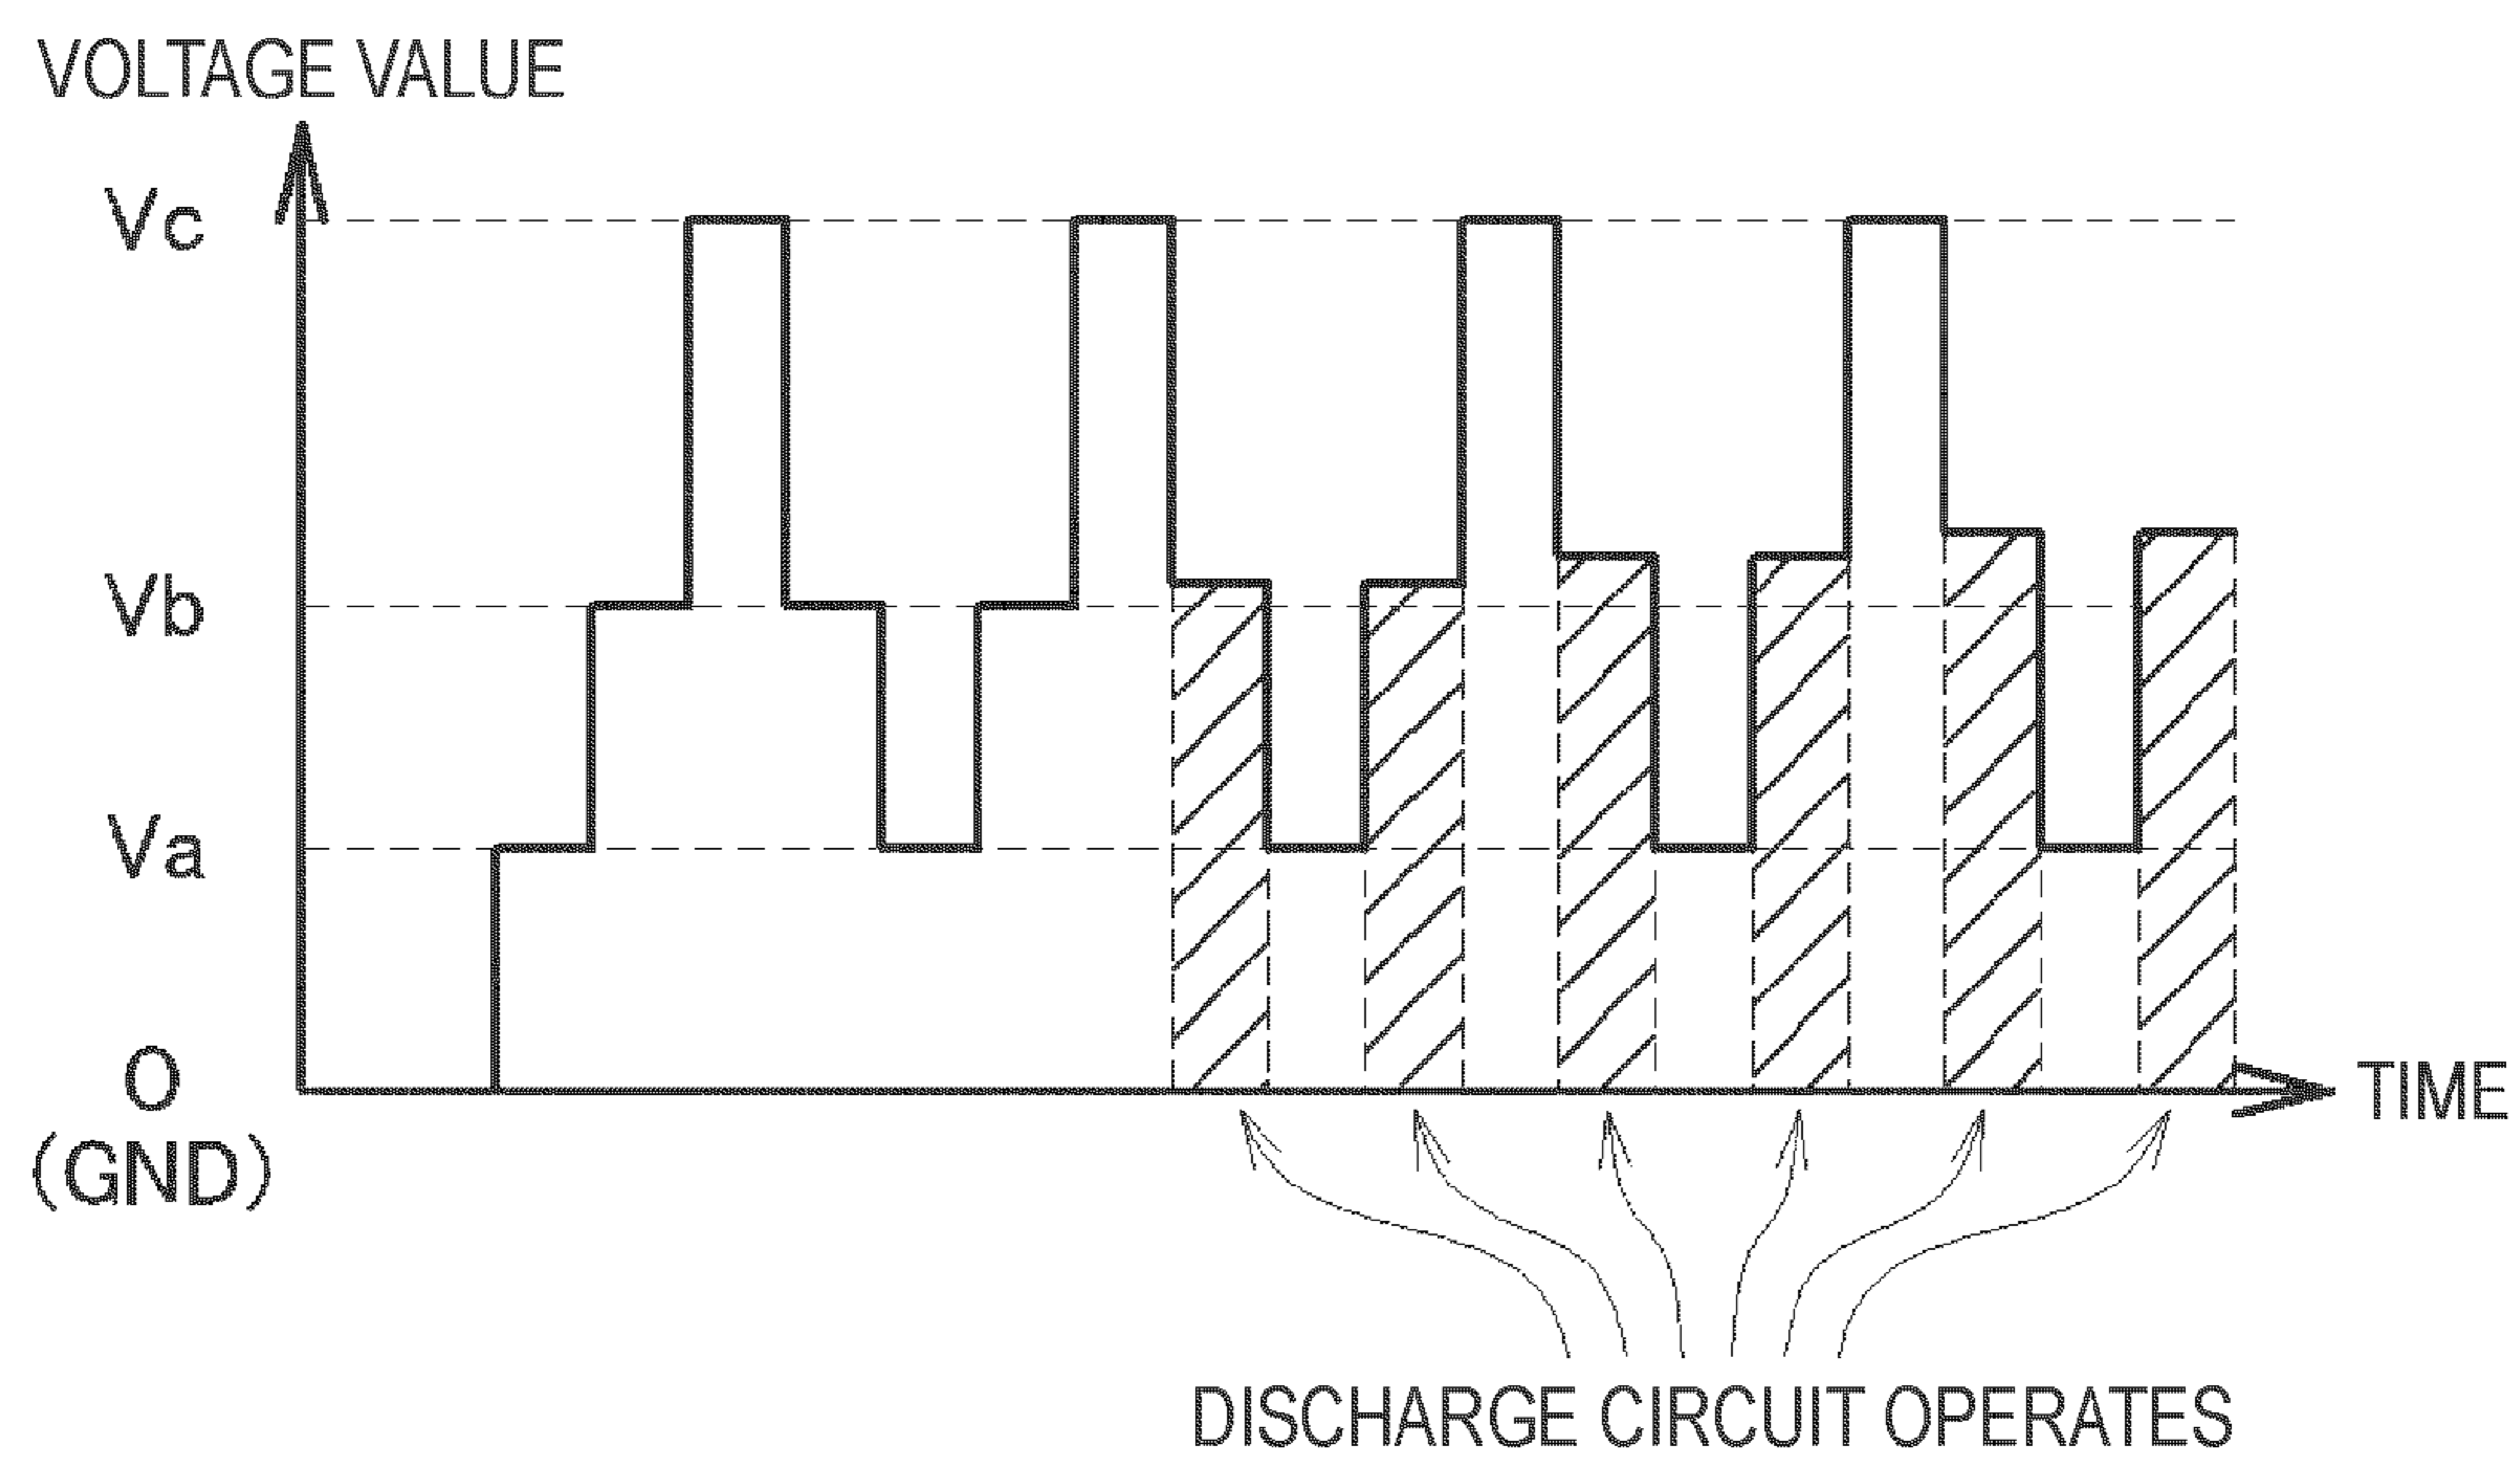 VOLTAGE VALUE
Vc
Vb
Va
O
(GND)
TIME
DISCHARGE CIRCUIT OPERATES